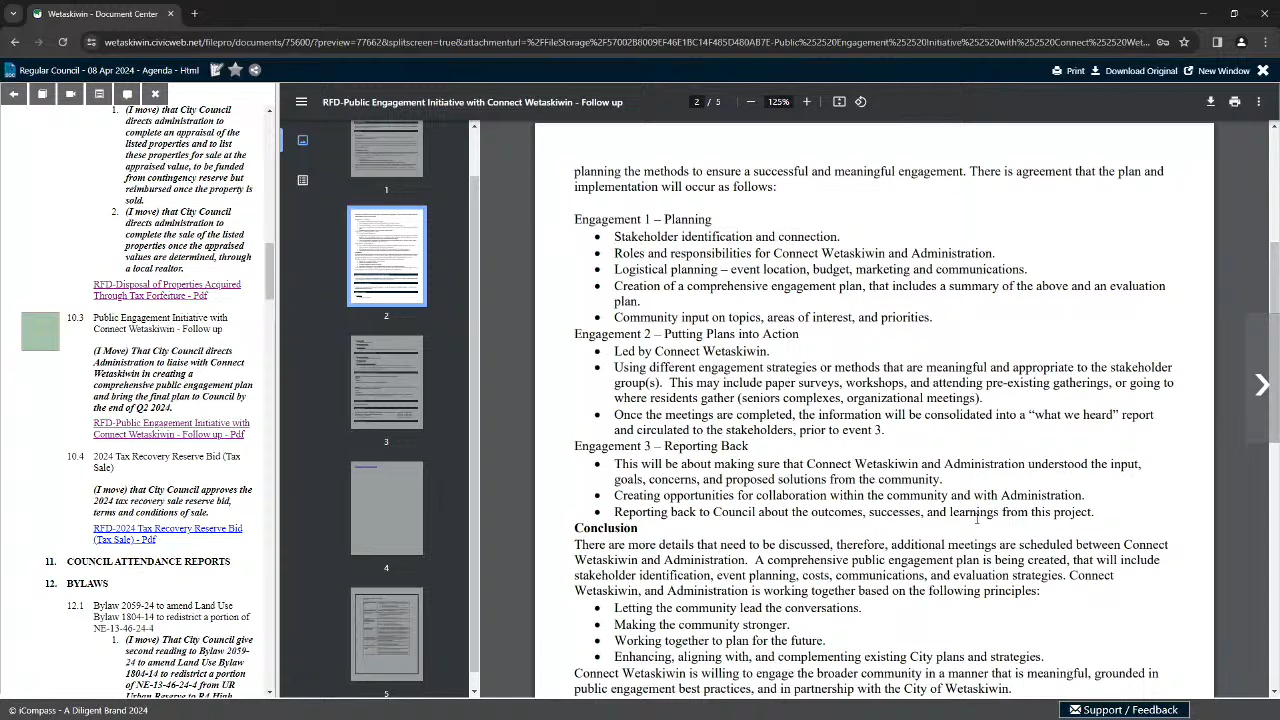 Wetaskiwin - Document Center
wetaskiwin.civicweb.net/filepro/documents/75600/?preview=77662&splitscreen=true&attachmenturl=%2FFileStorage%2F57002B8009EF46E1BC14F485D480AB7E-Public%252520Engagement%252520Initiative%252520with%252520Connect%252520Wet...
Regular Council - 08 Apr 2024 - Agenda - Html
Print
Download Original
New Window
1. (I move) that City Council
directs administration to
complete an appraisal of the
listed properties and to list
these properties for sale at the
appraised value, to be funded
from contingency reserve but
reimbursed once the property is
sold.
2. (I move) that City Council
directs administration to
complete the sale of the listed
properties once the appraised
values are determined, through
a local realtor.
RFD-Disposal of Properties Acquired
Through Tax Forfeiture - Pdf
10.3 Public Engagement Initiative with
Connect Wetaskiwin - Follow up
(I Move) That City Council directs
Administration to liaise with Connect
Wetaskiwin in creating a
comprehensive public engagement plan
and bring the final plan to Council by
the end of Q2 2024.
RFD-Public Engagement Initiative with
Connect Wetaskiwin - Follow up - Pdf
10.4 2024 Tax Recovery Reserve Bid (Tax
Sale)
(I move) that City Council approves the
2024 tax recovery sale reserve bid,
terms and conditions of sale.
RFD-2024 Tax Recovery Reserve Bid
(Tax Sale) - Pdf
11. COUNCIL ATTENDANCE REPORTS
12. BYLAWS
12.1 Bylaw 2059-24 to amend Land Use
Bylaw 1804-14 to redistrict a portion of
NE-13-46-24-4
1. (I move) That City Council give
second reading to Bylaw 2059-
24 to amend Land Use Bylaw
1804-14 to redistrict a portion
of NE-13-46-24-4 from UR
Urban Reserve to R4 High
RFD-Public Engagement Initiative with Connect Wetaskiwin - Follow up
2 / 5
125%
1
2
3
4
5
planning the methods to ensure a successful and meaningful engagement. There is agreement that the plan and
implementation will occur as follows:
Engagement 1 – Planning
• Stakeholder identification and connection.
• Roles and responsibilities for Connect Wetaskiwin and Administration.
• Logistical planning – event location, budget, marketing and communications.
• Creation of a comprehensive engagement plan, that includes a summary of the above and an evaluation
plan.
• Community input on topics, areas of interest, and priorities.
Engagement 2 – Putting Plans into Action
• Led by Connect Wetaskiwin.
• Using different engagement strategies or methods that are meaningful and appropriate to the stakeholder
group(s). This may include paper surveys, workshops, and attending pre-existing gatherings, or going to
where residents gather (seniors complexes, organizational meetings).
• Once the meetings are completed, information will be consolidated into a “what we heard” report
and circulated to the stakeholders, prior to event 3.
Engagement 3 – Reporting Back
• This will be about making sure that Connect Wetaskiwin and Administration understood the input,
goals, concerns, and proposed solutions from the community.
• Creating opportunities for collaboration within the community and with Administration.
• Reporting back to Council about the outcomes, successes, and learnings from this project.
Conclusion
There are more details that need to be discussed, therefore, additional meetings are scheduled between Connect
Wetaskiwin and Administration. A comprehensive public engagement plan is being created, that will include
stakeholder identification, event planning, costs, communications, and evaluation strategies. Connect
Wetaskiwin, and Administration is working together based on the following principles:
• Letting the community lead the conversations.
• Making the community stronger.
• Working together to plan for the future.
• Enhancing, aligning with, and complementing existing City plans and strategies.
Connect Wetaskiwin is willing to engage the broader community in a manner that is meaningful, grounded in
public engagement best practices, and in partnership with the City of Wetaskiwin.
© iCompass - A Diligent Brand 2024
Support / Feedback